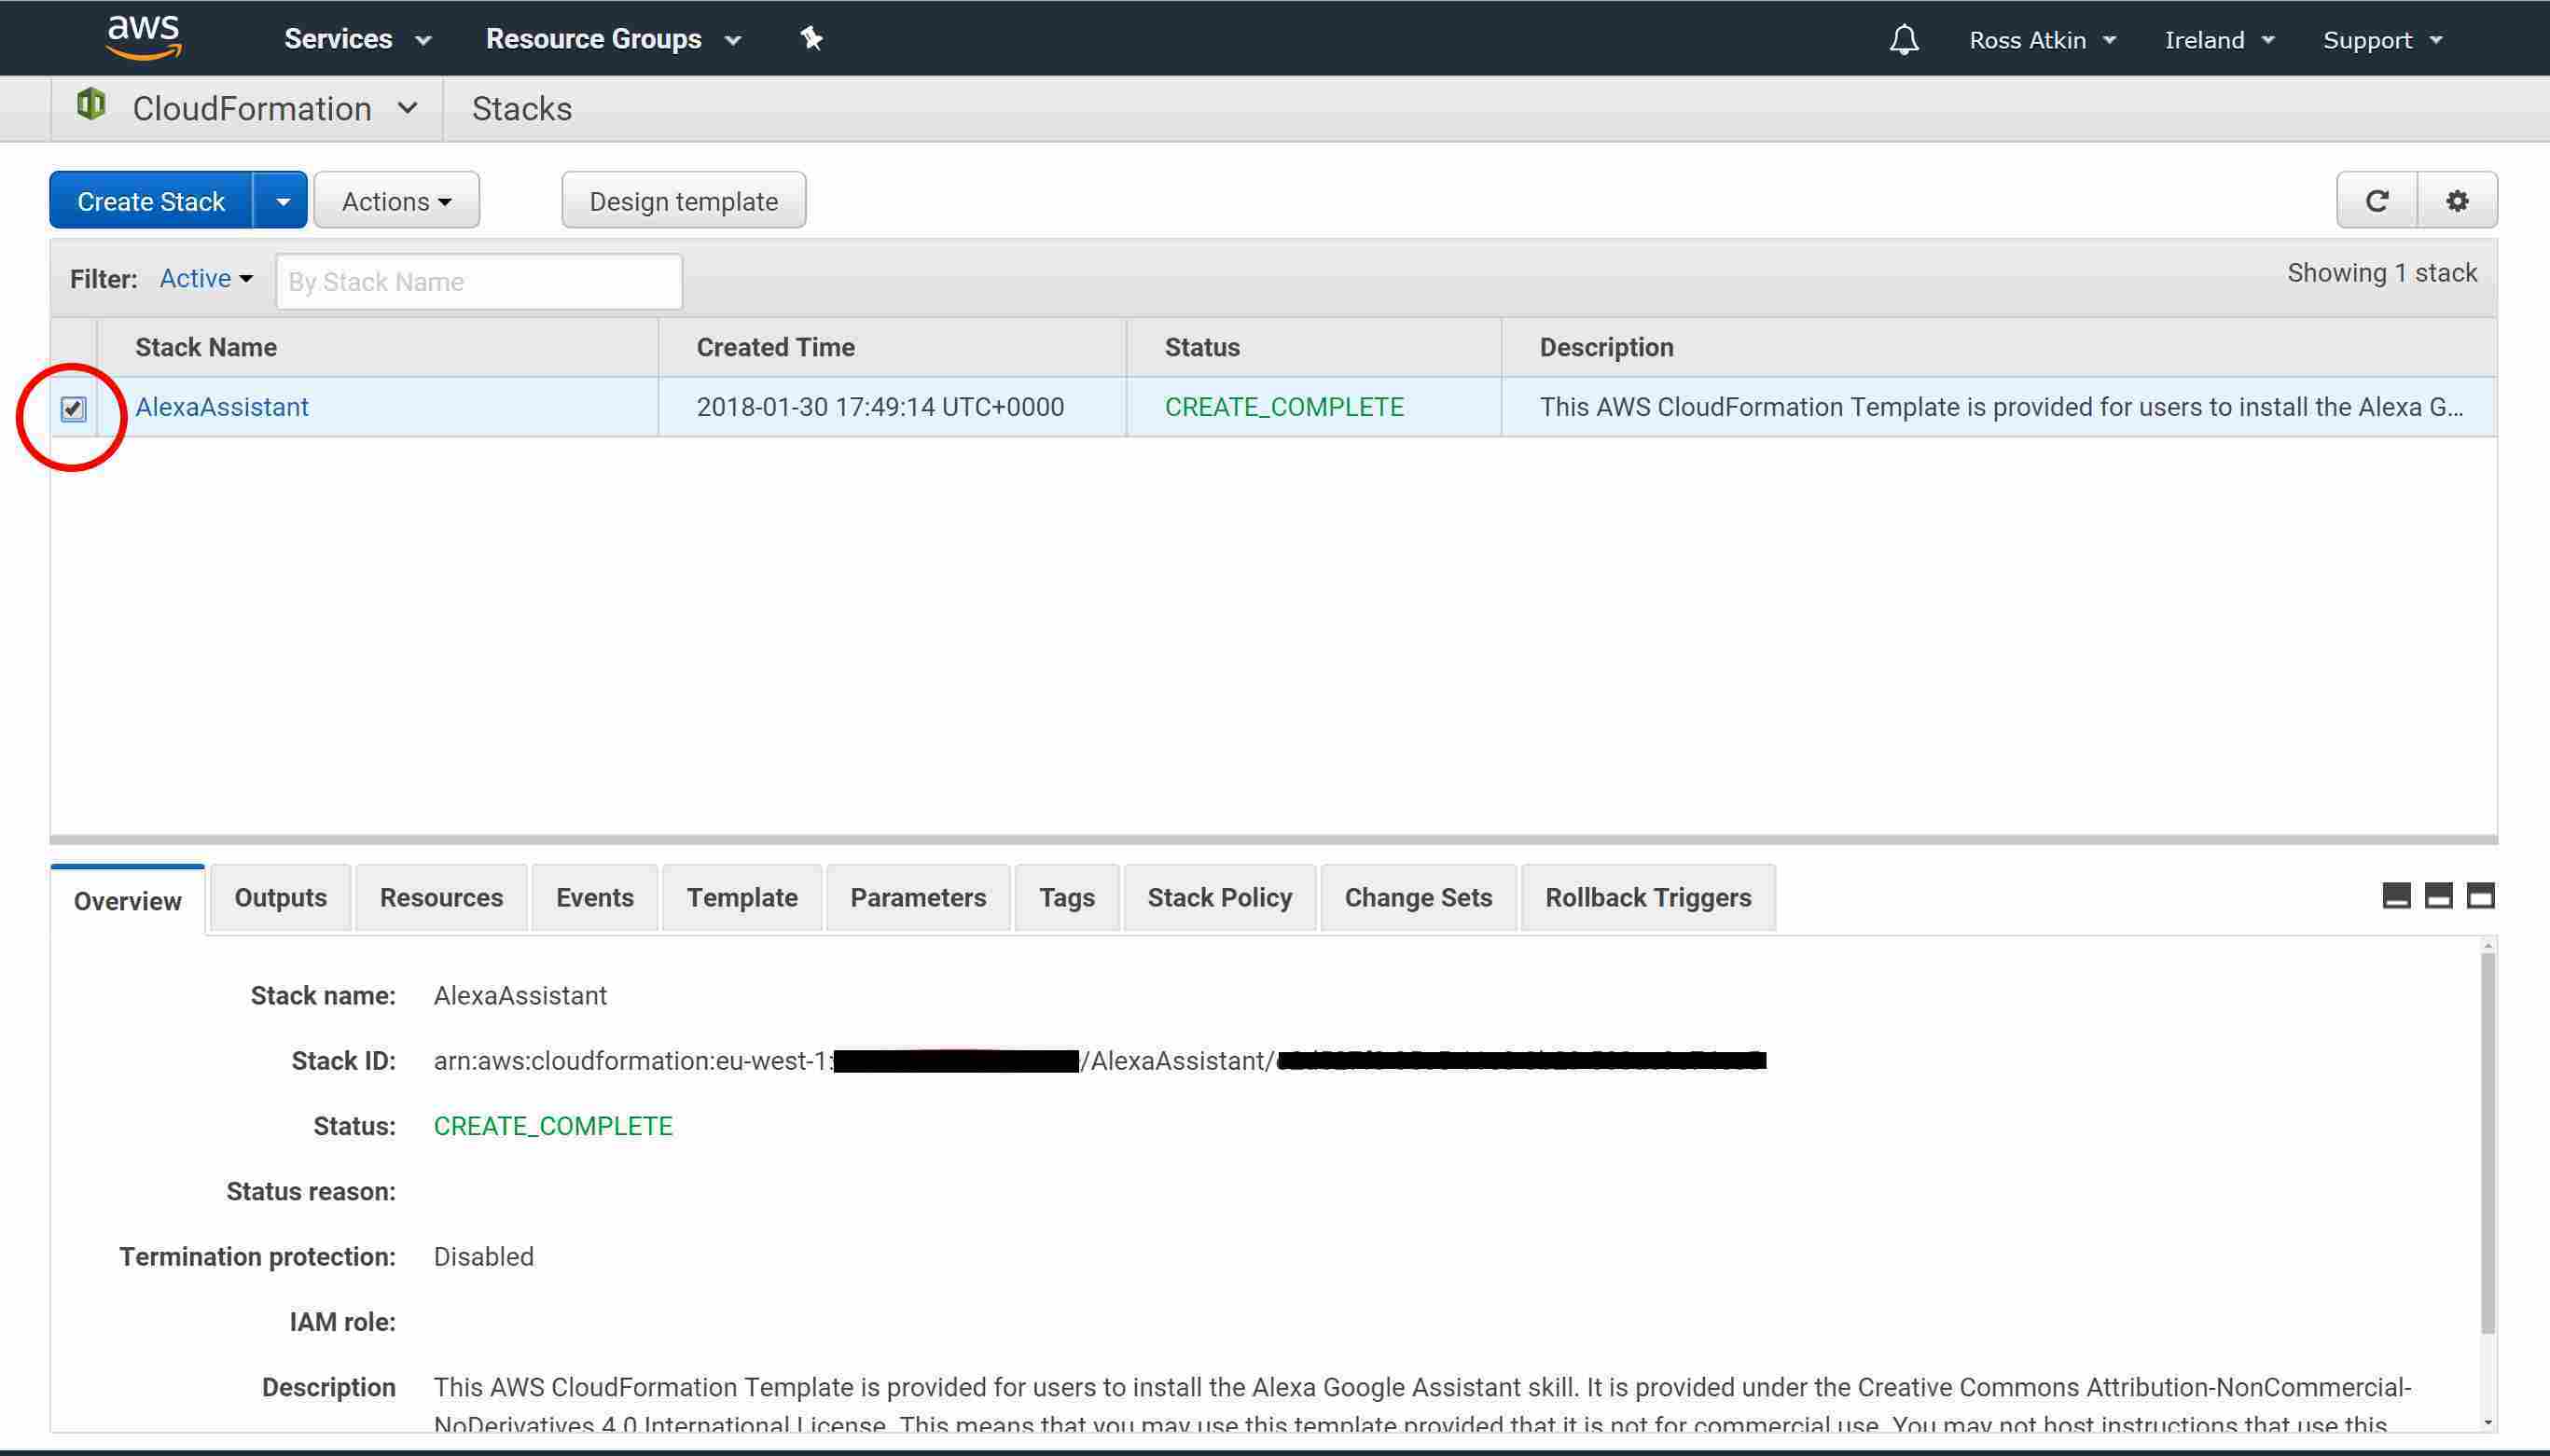 aws Services Resource Groups Ross Atkin Ireland Support
CloudFormation Stacks
Create Stack Actions Design template
Filter: Active By Stack Name Showing 1 stack
Stack Name Created Time Status Description
AlexaAssistant 2018-01-30 17:49:14 UTC+0000 CREATE_COMPLETE This AWS CloudFormation Template is provided for users to install the Alexa G...
Overview Outputs Resources Events Template Parameters Tags Stack Policy Change Sets Rollback Triggers
Stack name: AlexaAssistant
Stack ID: arn:aws:cloudformation:eu-west-1: /AlexaAssistant/
Status: CREATE_COMPLETE
Status reason:
Termination protection: Disabled
IAM role:
Description This AWS CloudFormation Template is provided for users to install the Alexa Google Assistant skill. It is provided under the Creative Commons Attribution-NonCommercial-
NoDerivatives 4.0 International License. This means that you may use this template provided that it is not for commercial use. You may not host instructions that use this